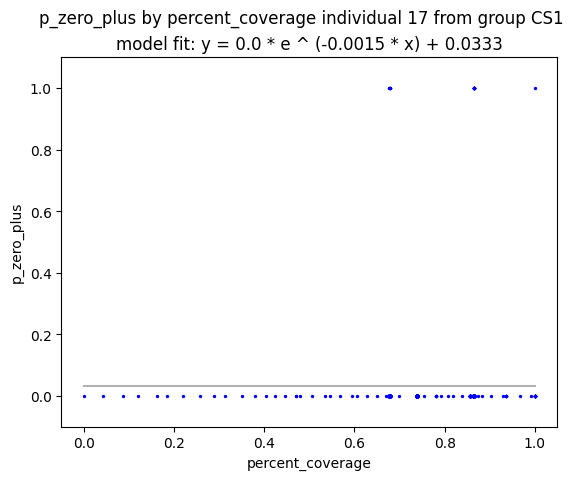 p_zero_plus by percent_coverage individual 17 from group CS1
model fit: y = 0.0 * e ^ (-0.0015 * x) + 0.0333
1.0
0.8
0.6
0.4
0.2
0.0
p_zero_plus
0.0 0.2 0.4 0.6 0.8 1.0
percent_coverage